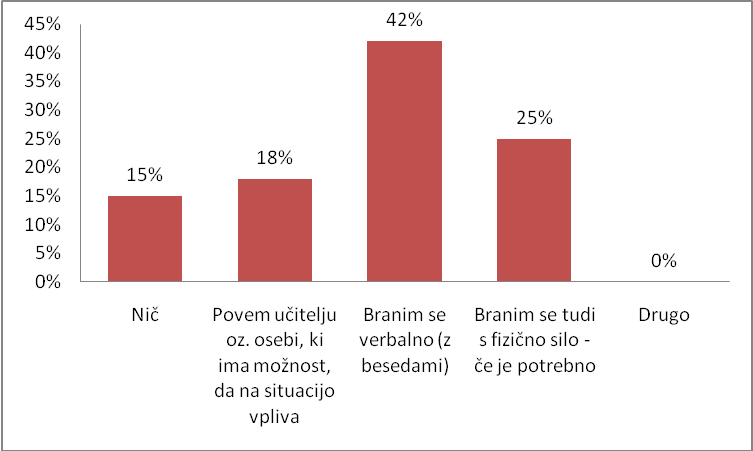 45%
40%
35%
30%
25%
20%
15%
10%
5%
0%
15%
18%
42%
25%
0%
Nič
Povem učitelju
oz. osebi, ki
ima možnost,
da na situacijo
vpliva
Branim se
verbalno (z
besedami)
Branim se tudi
s fizično silo -
če je potrebno
Drugo